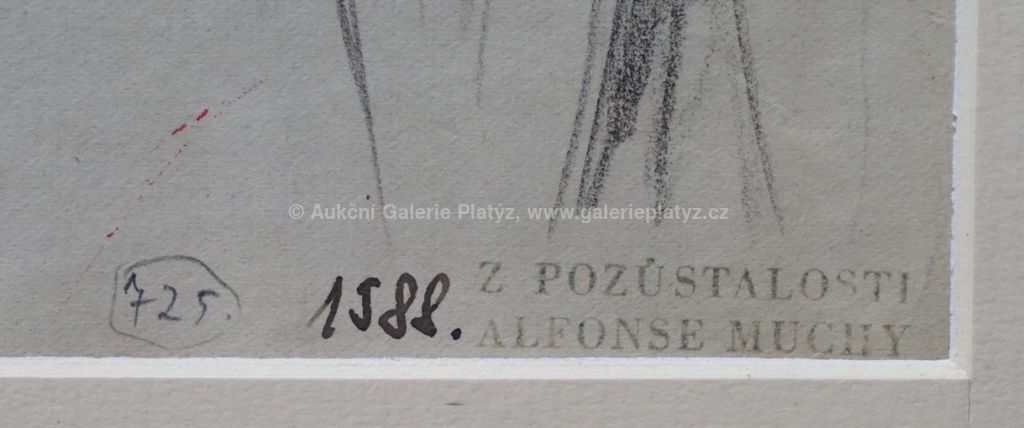 © Aukční Galerie Platýz, www.galerieplatyz.cz
Z POZŮSTALOSTI
725. 1588. ALFONSE MUCHY